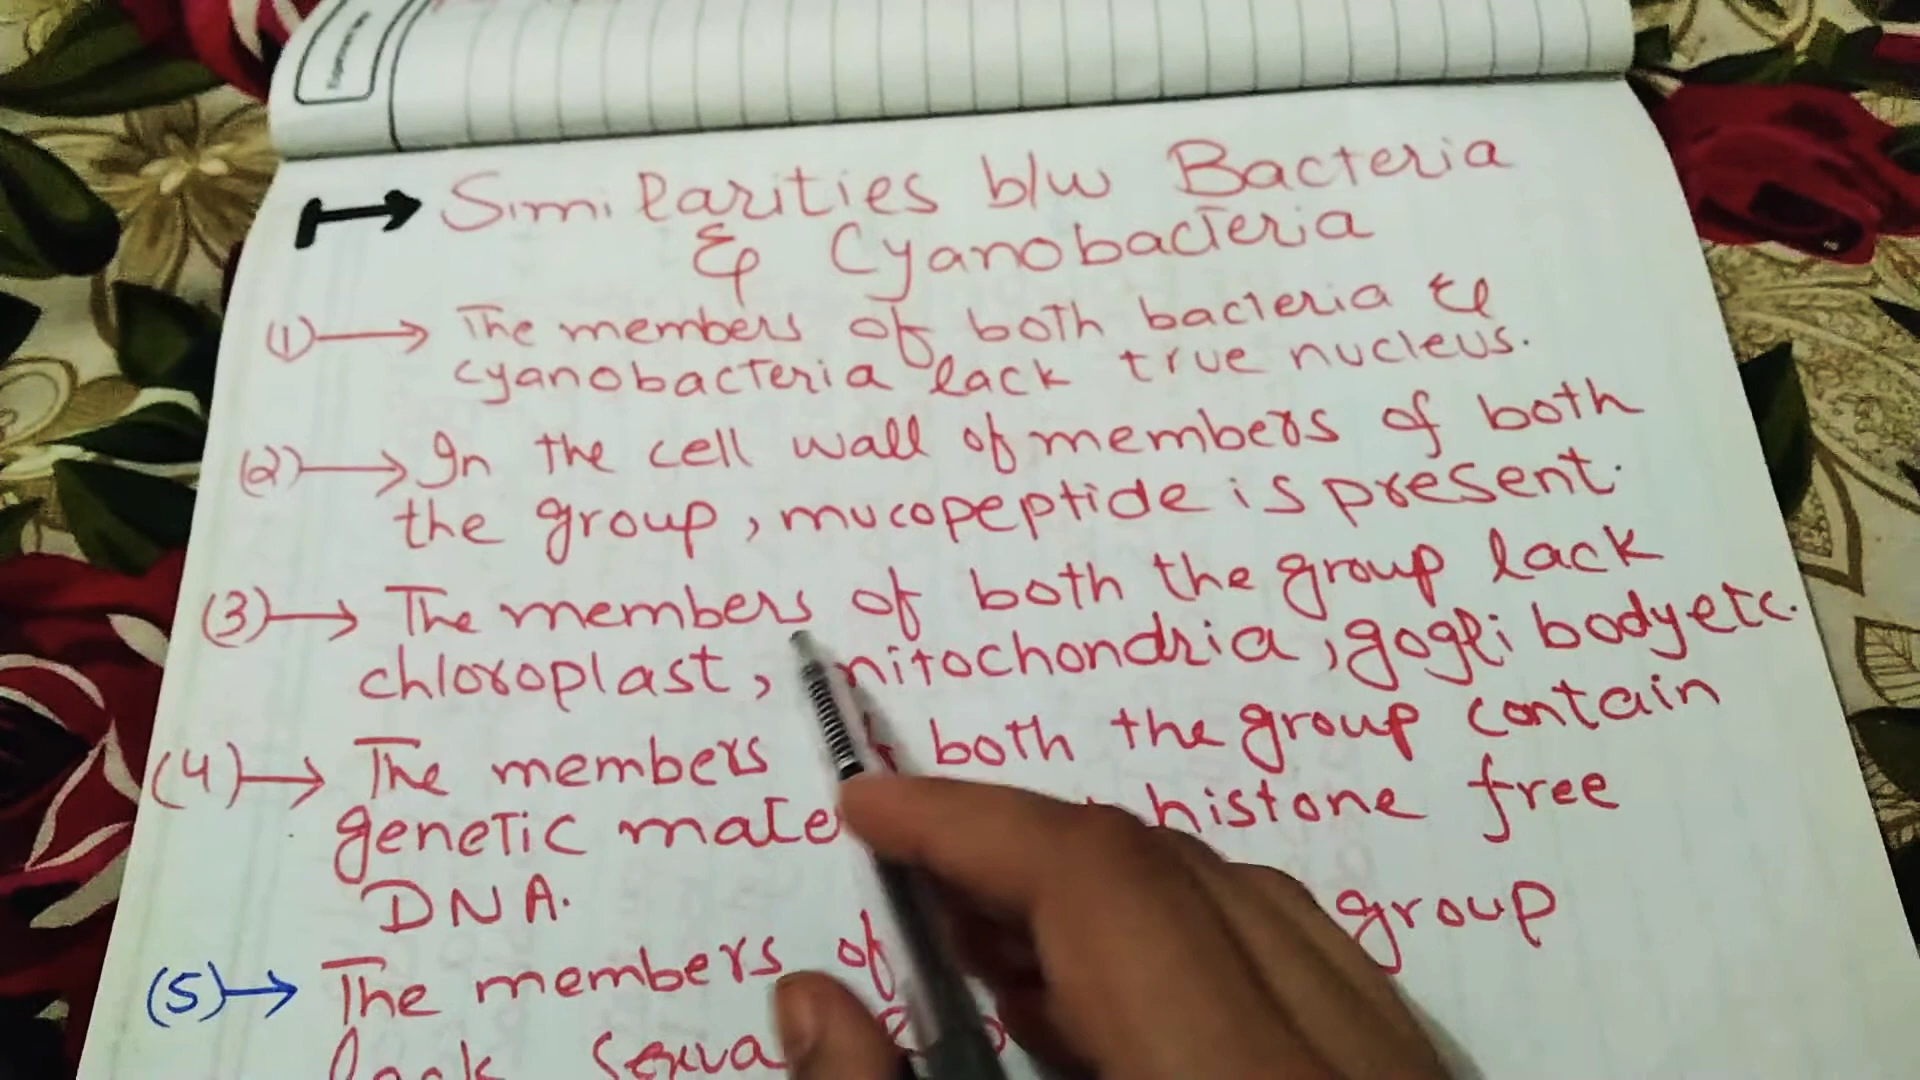 ↦ Similarities b/w Bacteria
& Cyanobacteria
(1)→ The members of both bacteria &
cyanobacteria lack true nucleus.
(2)→ In the cell wall of members of both
the group, mucopeptide is present.
(3)→ The members of both the group lack
chloroplast, mitochondria, gogli body etc.
(4)→ The members both the group contain
genetic histone free
DNA.
(5)→ The members of group
lack